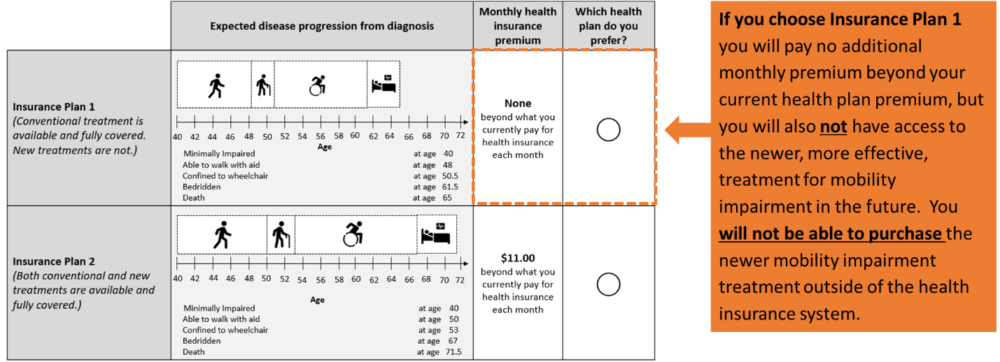 Expected disease progression from diagnosis
Monthly health
insurance
premium
Which health
plan do you
prefer?
Insurance Plan 1
(Conventional treatment is
available and fully covered.
New treatments are not.)
40 42 44 46 48 50 52 54 56 58 60 62 64 66 68 70 72
Age
Minimally Impaired at age 40
Able to walk with aid at age 48
Confined to wheelchair at age 50.5
Bedridden at age 61.5
Death at age 65
None
beyond what you
currently pay for
health insurance
each month
Insurance Plan 2
(Both conventional and new
treatments are available and
fully covered.)
40 42 44 46 48 50 52 54 56 58 60 62 64 66 68 70 72
Age
Minimally Impaired at age 40
Able to walk with aid at age 50
Confined to wheelchair at age 53
Bedridden at age 67
Death at age 71.5
$11.00
beyond what you
currently pay for
health insurance
each month
If you choose Insurance Plan 1
you will pay no additional
monthly premium beyond your
current health plan premium, but
you will also not have access to
the newer, more effective,
treatment for mobility
impairment in the future. You
will not be able to purchase the
newer mobility impairment
treatment outside of the health
insurance system.